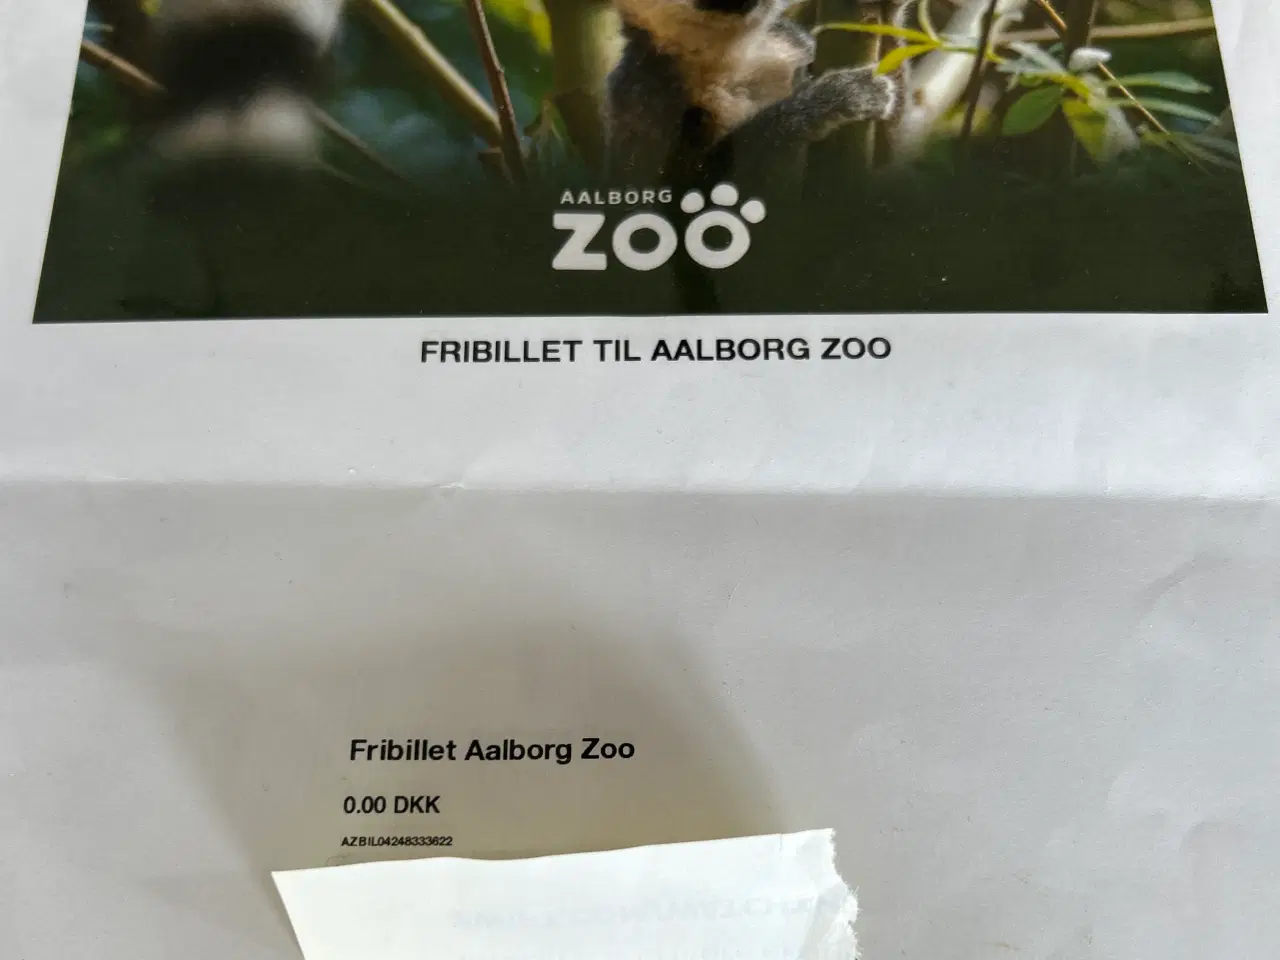 AALBORG
ZOO
FRIBILLET TIL AALBORG ZOO
Fribillet Aalborg Zoo
0.00 DKK
AZBIL04248333622